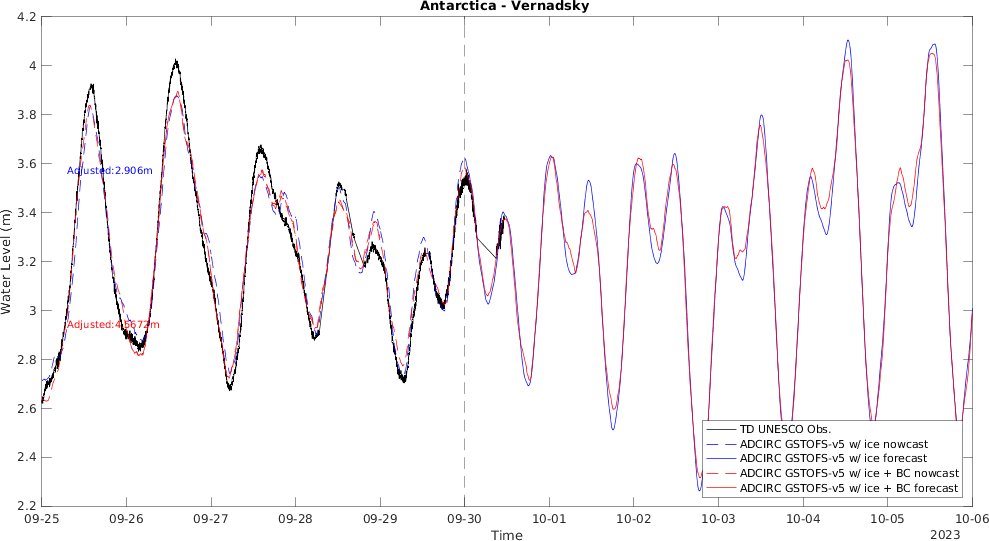 Antarctica - Vernadsky
4.2
4
3.8
3.6
3.4
3.2
3
2.8
2.6
2.4
2.2
Water Level (m)
Adjusted:2.906m
Adjusted:4.6672m
TD UNESCO Obs.
ADCIRC GSTOFS-v5 w/ ice nowcast
ADCIRC GSTOFS-v5 w/ ice forecast
ADCIRC GSTOFS-v5 w/ ice + BC nowcast
ADCIRC GSTOFS-v5 w/ ice + BC forecast
09-25 09-26 09-27 09-28 09-29 09-30 10-01 10-02 10-03 10-04 10-05 10-06
Time
2023